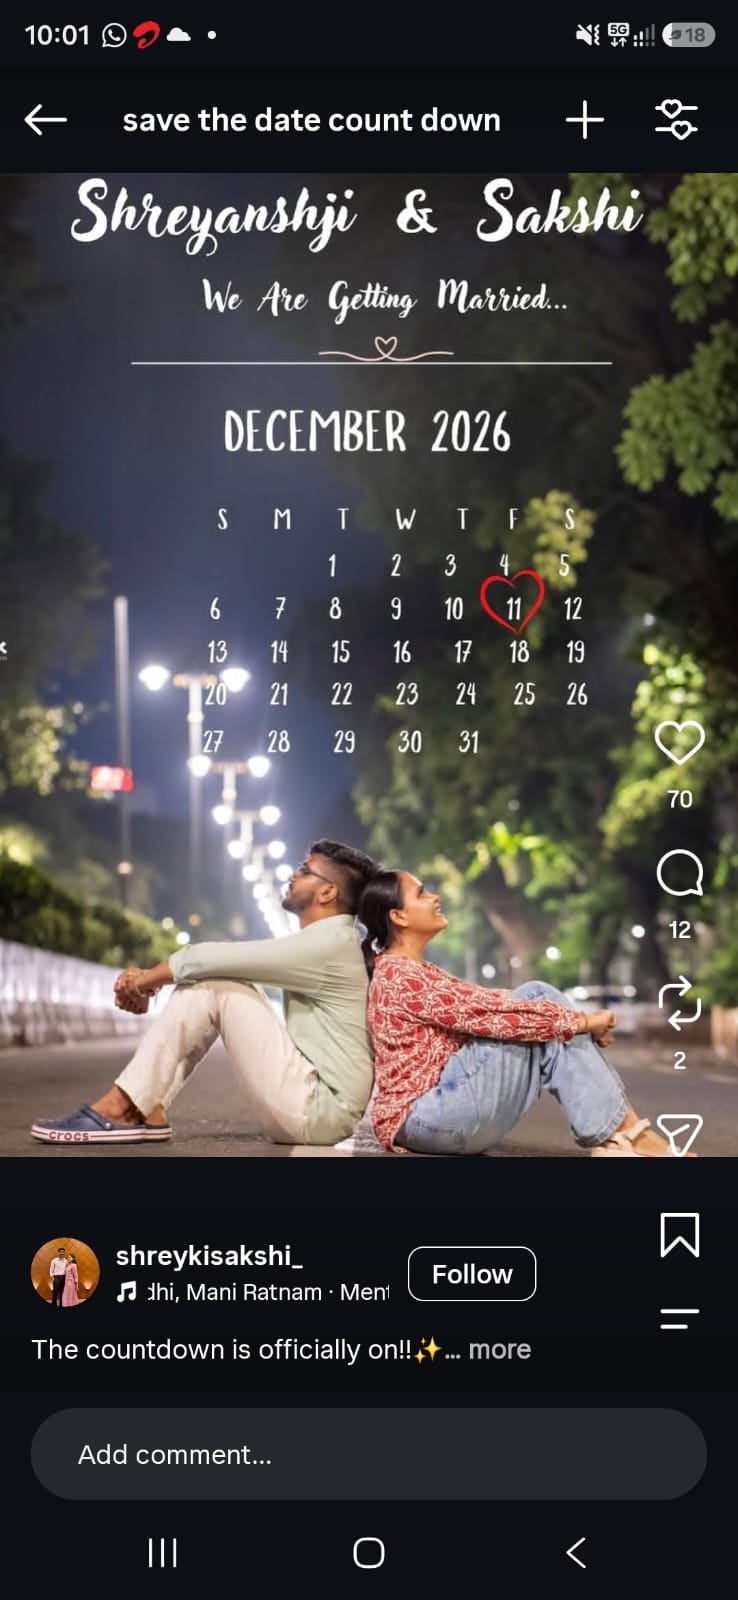 10:01
5G
18
save the date count down
Shreyanshji & Sakshi
We Are Getting Married...
DECEMBER 2026
S M T W T F S
1 2 3 4 5
6 7 8 9 10 11 12
13 14 15 16 17 18 19
20 21 22 23 24 25 26
27 28 29 30 31
70
12
2
crocs
shreykisakshi_
dhi, Mani Ratnam · Ment
Follow
The countdown is officially on!!✨... more
Add comment...